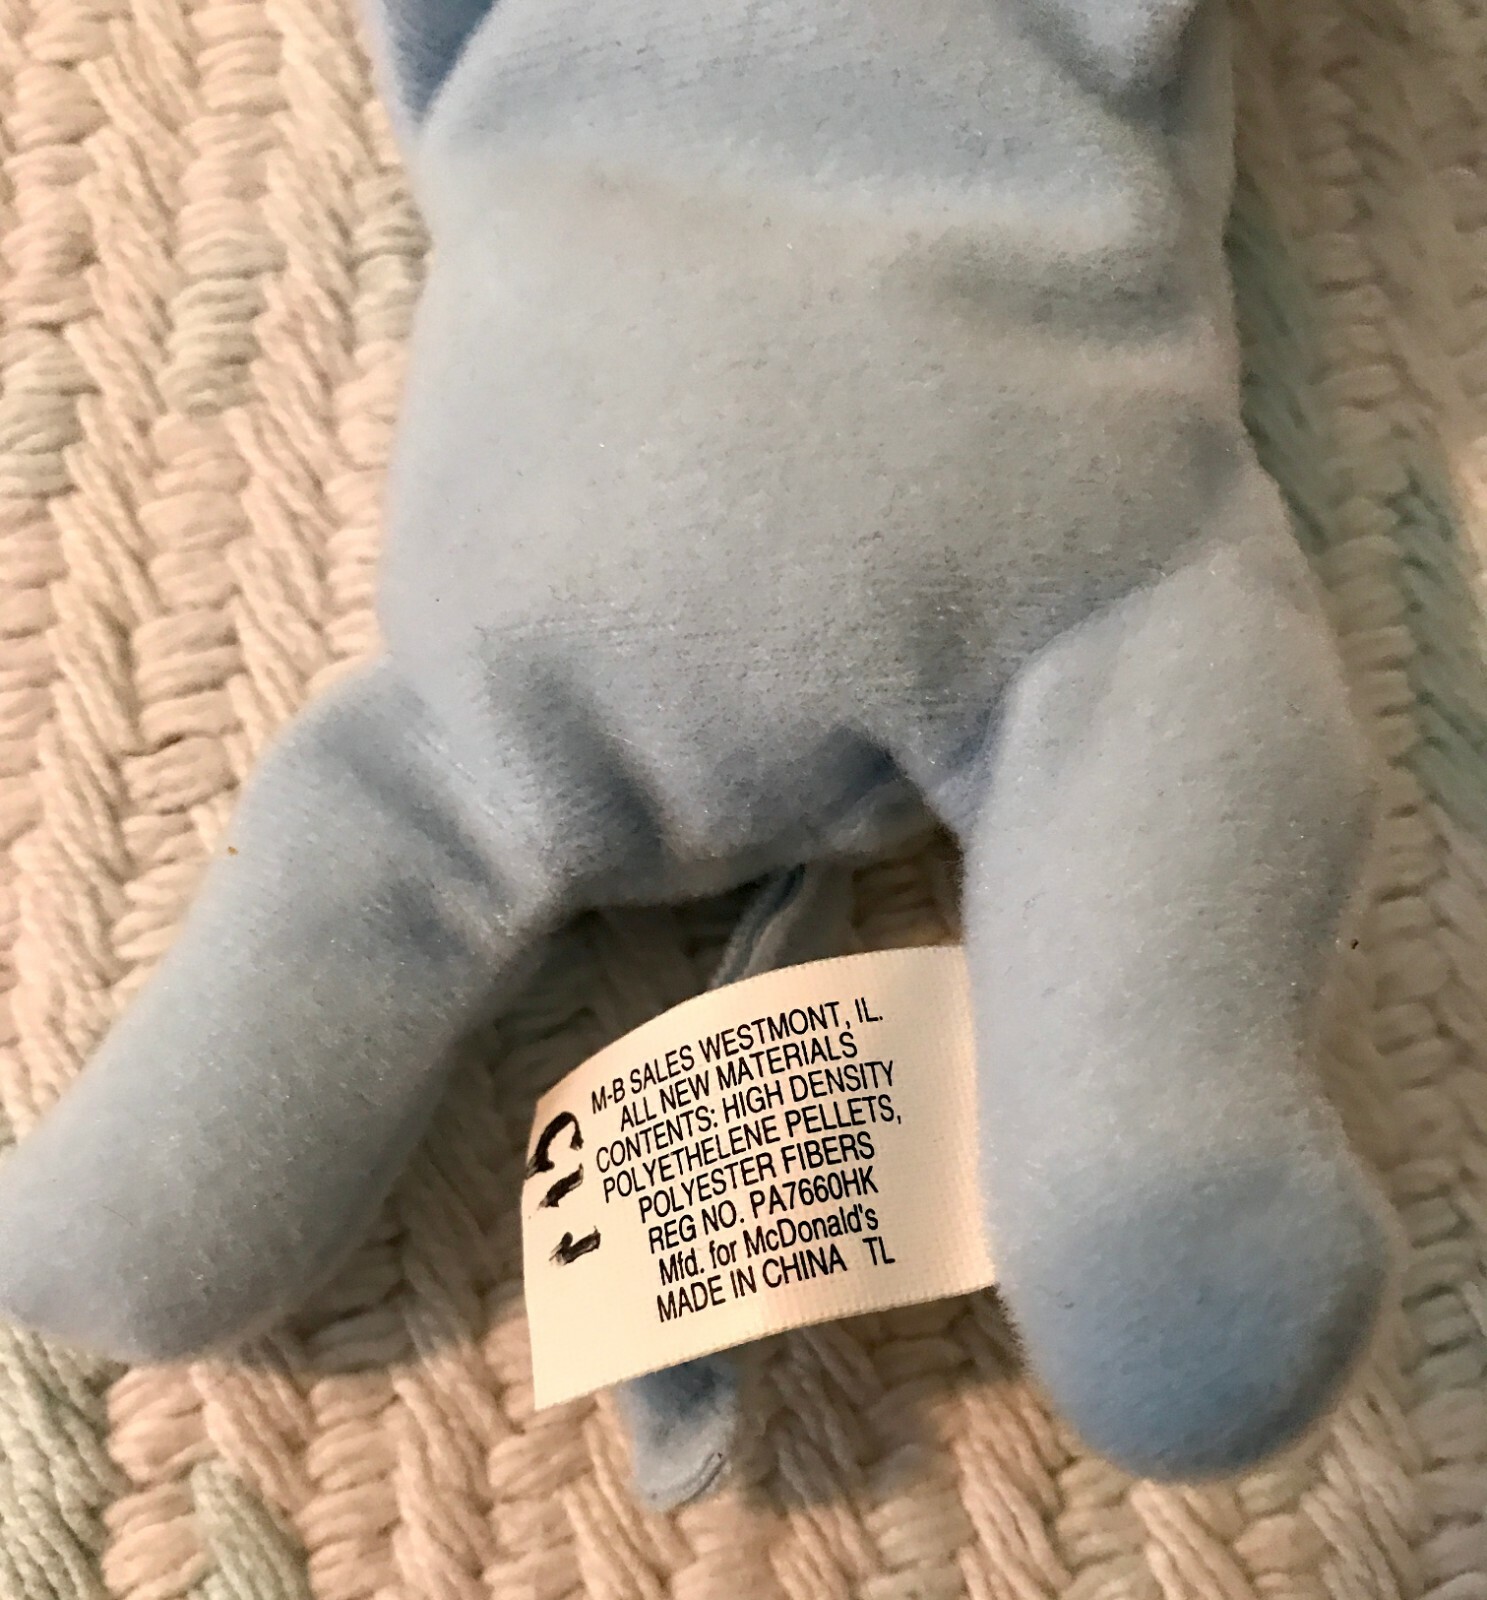 M-B SALES WESTMONT, IL.
ALL NEW MATERIALS
CONTENTS: HIGH DENSITY
POLYETHELENE PELLETS,
POLYESTER FIBERS
REG NO. PA7660HK
Mfd. for McDonald's
MADE IN CHINA TL